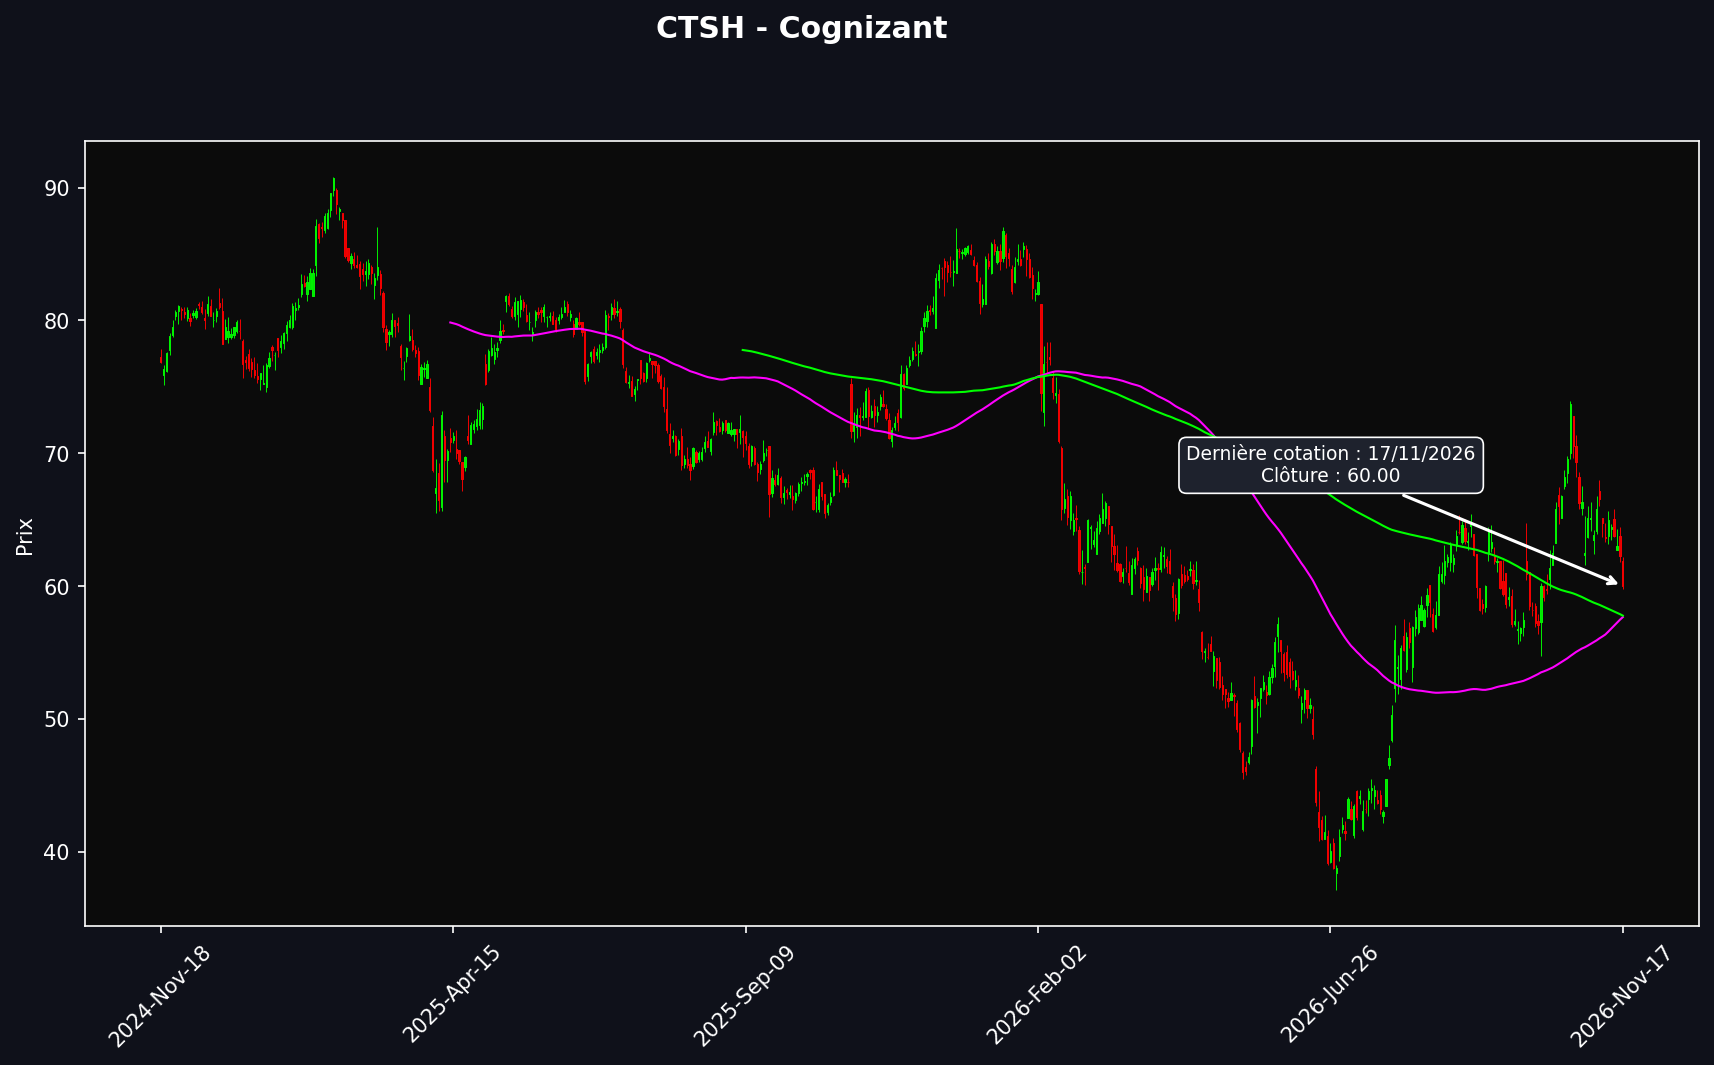 CTSH - Cognizant
90
80
70
60
50
40
Prix
Dernière cotation : 17/11/2026
Clôture : 60.00
2024-Nov-18
2025-Apr-15
2025-Sep-09
2026-Feb-02
2026-Jun-26
2026-Nov-17